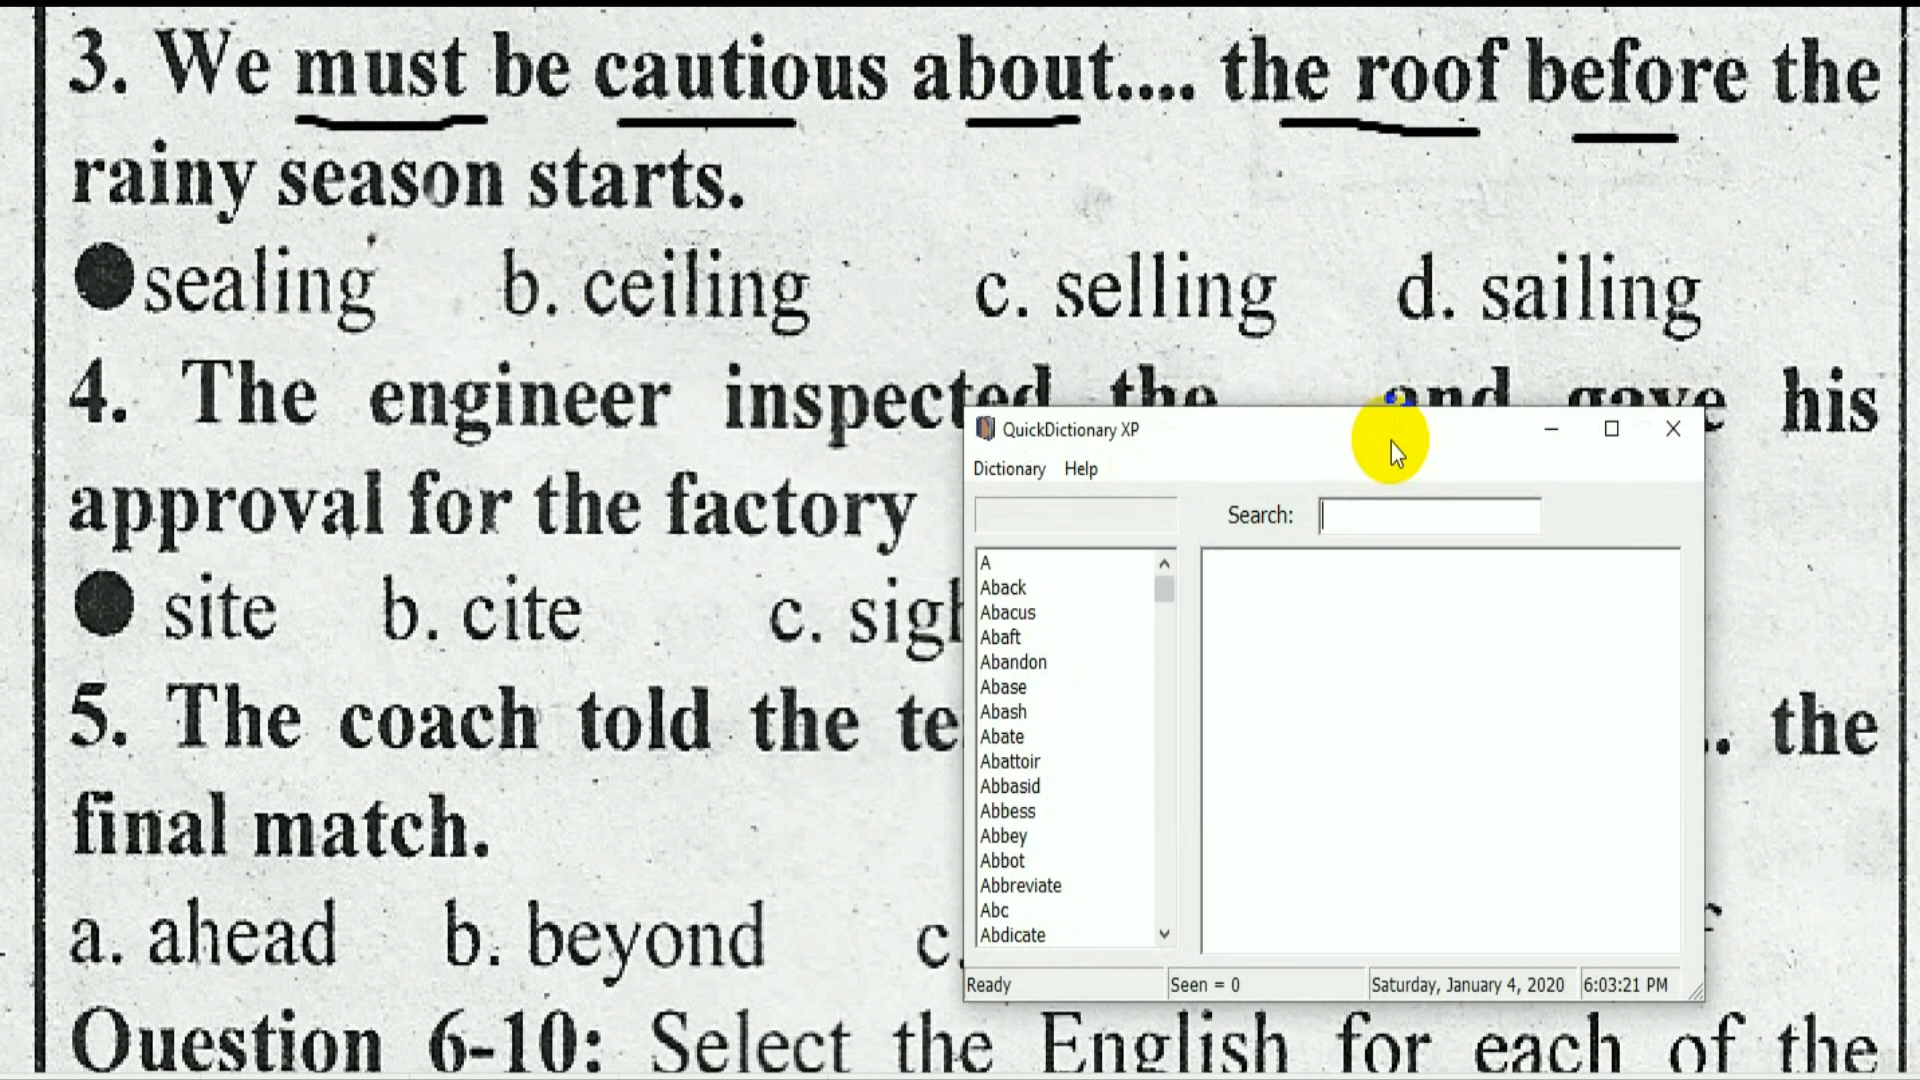 3. We must be cautious about.... the roof before the
rainy season starts.
sealing b. ceiling c. selling d. sailing
4. The engineer inspected the and gave his
approval for the factory
site b. cite c.
5. The coach told the the
final match.
a. ahead b. beyond c.
Question 6-10: Select the English for each of the
QuickDictionary XP
Dictionary Help
Search:
A
Aback
Abacus
Abaft
Abandon
Abase
Abash
Abate
Abattoir
Abbasid
Abbess
Abbey
Abbot
Abbreviate
Abc
Abdicate
Ready Seen = 0 Saturday, January 4, 2020 6:03:21 PM